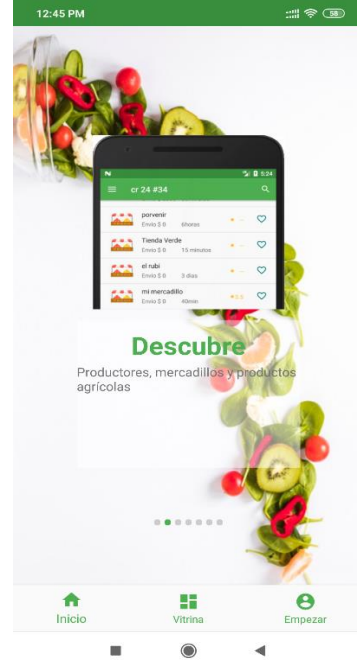 12:45 PM
58
5:24
cr 24 #34
porvenir
Envio $ 0 6horas
Tienda Verde
Envio $ 0 15 minutos
el rubi
Envio $ 0 3 dias
mi mercadillo
Envio $ 0 40min
Descubre
Productores, mercadillos y productos
agrícolas
Inicio
Vitrina
Empezar